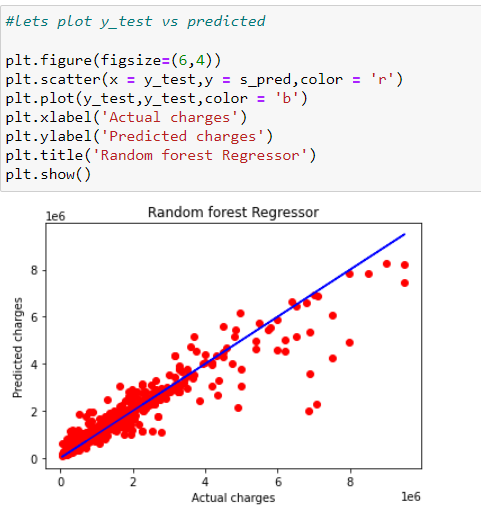 #lets plot y_test vs predicted
plt.figure(figsize=(6,4))
plt.scatter(x = y_test,y = s_pred,color = 'r')
plt.plot(y_test,y_test,color = 'b')
plt.xlabel('Actual charges')
plt.ylabel('Predicted charges')
plt.title('Random forest Regressor')
plt.show()
1e6
Random forest Regressor
Predicted charges
8
6
4
2
0
0 2 4 6 8
Actual charges
1e6